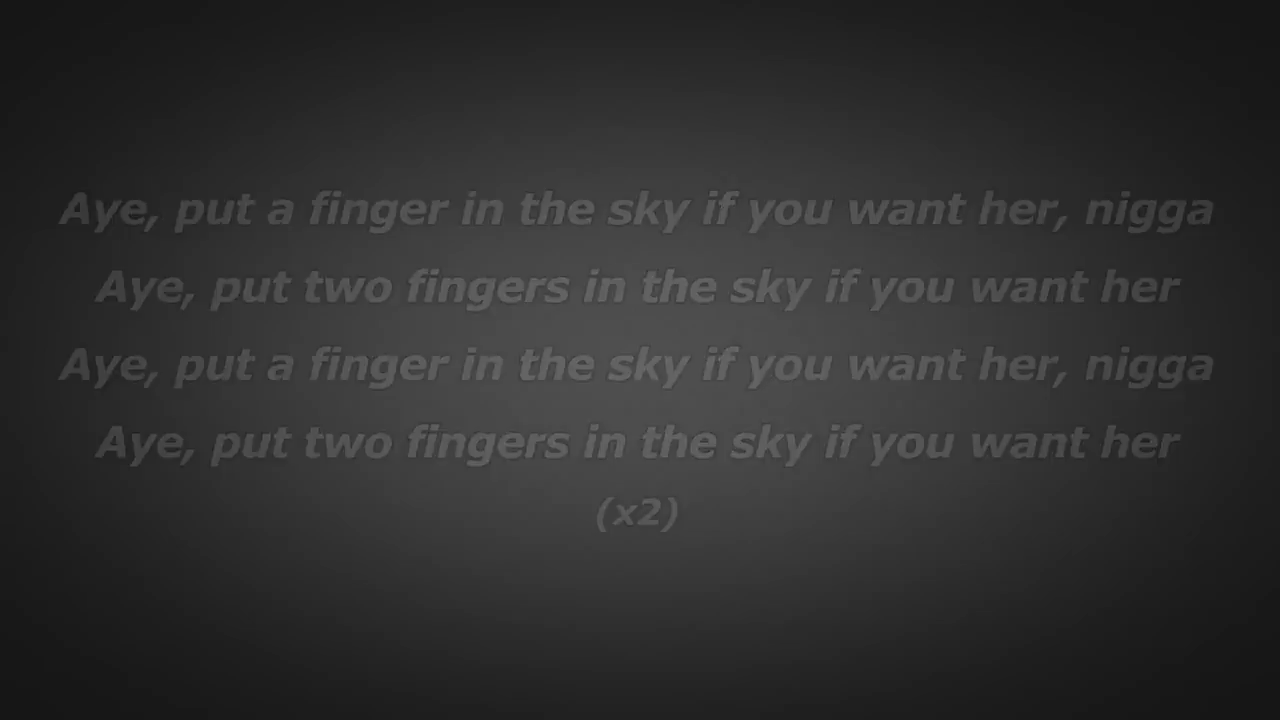 Aye, put a finger in the sky if you want her, nigga
Aye, put two fingers in the sky if you want her
Aye, put a finger in the sky if you want her, nigga
Aye, put two fingers in the sky if you want her
(x2)